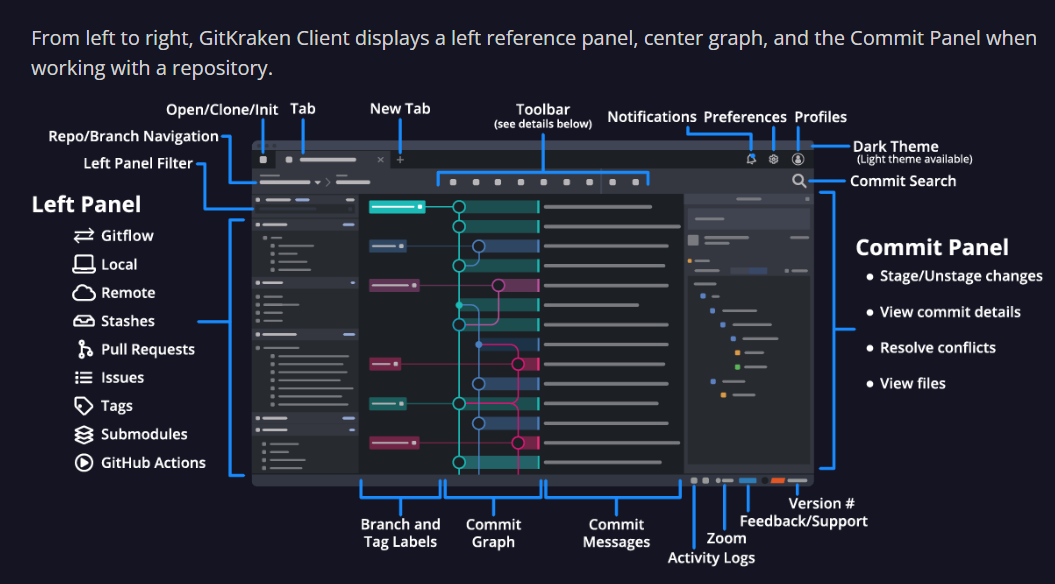 From left to right, GitKraken Client displays a left reference panel, center graph, and the Commit Panel when
working with a repository.
Open/Clone/Init
Tab
New Tab
Toolbar
(see details below)
Notifications
Preferences
Profiles
Repo/Branch Navigation
Left Panel Filter
Dark Theme
(Light theme available)
Commit Search
Left Panel
Gitflow
Local
Remote
Stashes
Pull Requests
Issues
Tags
Submodules
GitHub Actions
Commit Panel
• Stage/Unstage changes
• View commit details
• Resolve conflicts
• View files
Branch and
Tag Labels
Commit
Graph
Commit
Messages
Version #
Feedback/Support
Zoom
Activity Logs